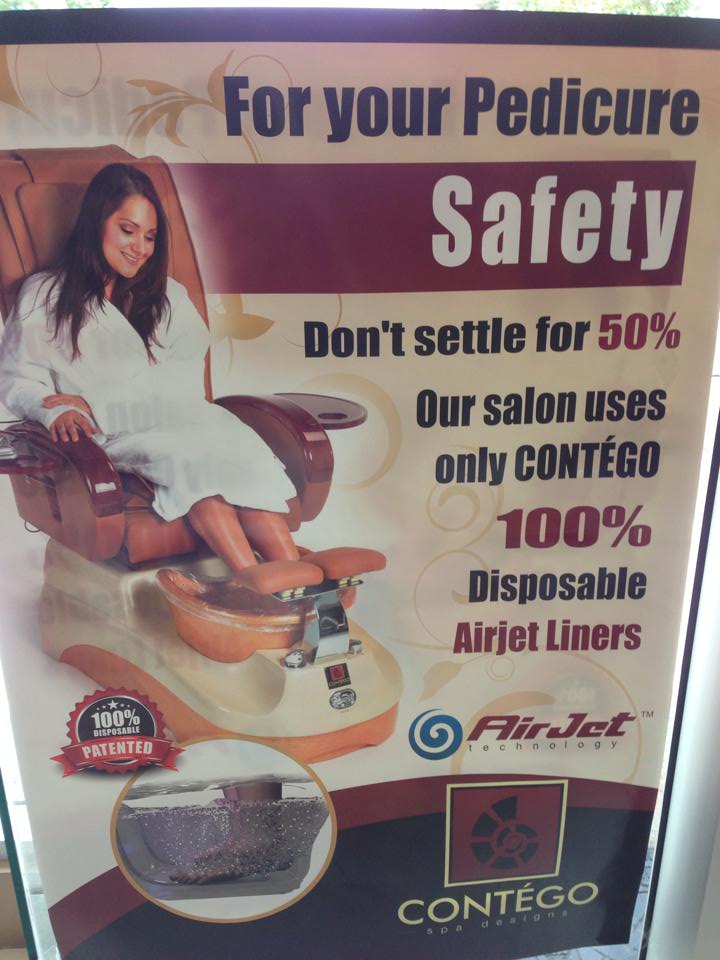 For your Pedicure
Safety
Don't settle for 50%
Our salon uses
only CONTÉGO
100%
Disposable
Airjet Liners
AirJet™
technology
100%
DISPOSABLE
PATENTED
CONTÉGO
spa designs